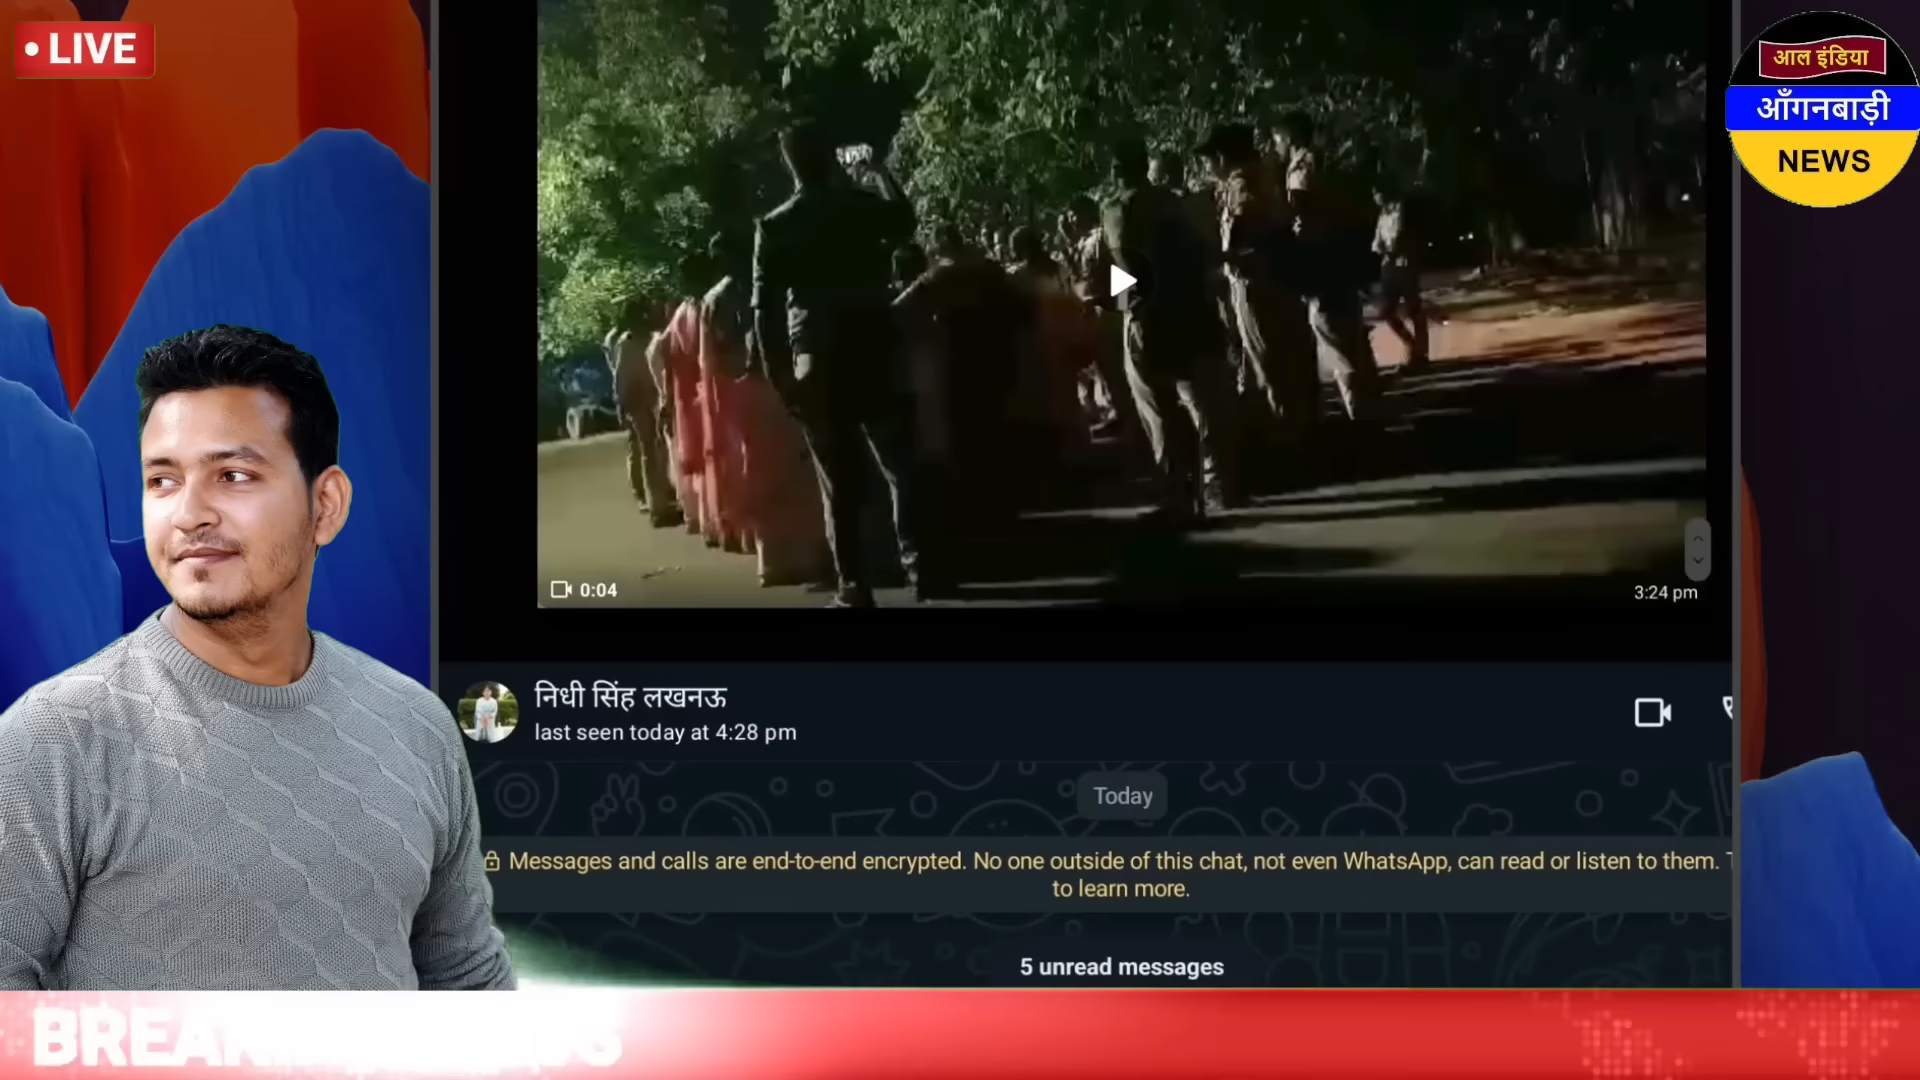 LIVE
आल इंडिया
आँगनबाड़ी
NEWS
0:04
3:24 pm
निधी सिंह लखनऊ
last seen today at 4:28 pm
Today
Messages and calls are end-to-end encrypted. No one outside of this chat, not even WhatsApp, can read or listen to them.
to learn more.
5 unread messages